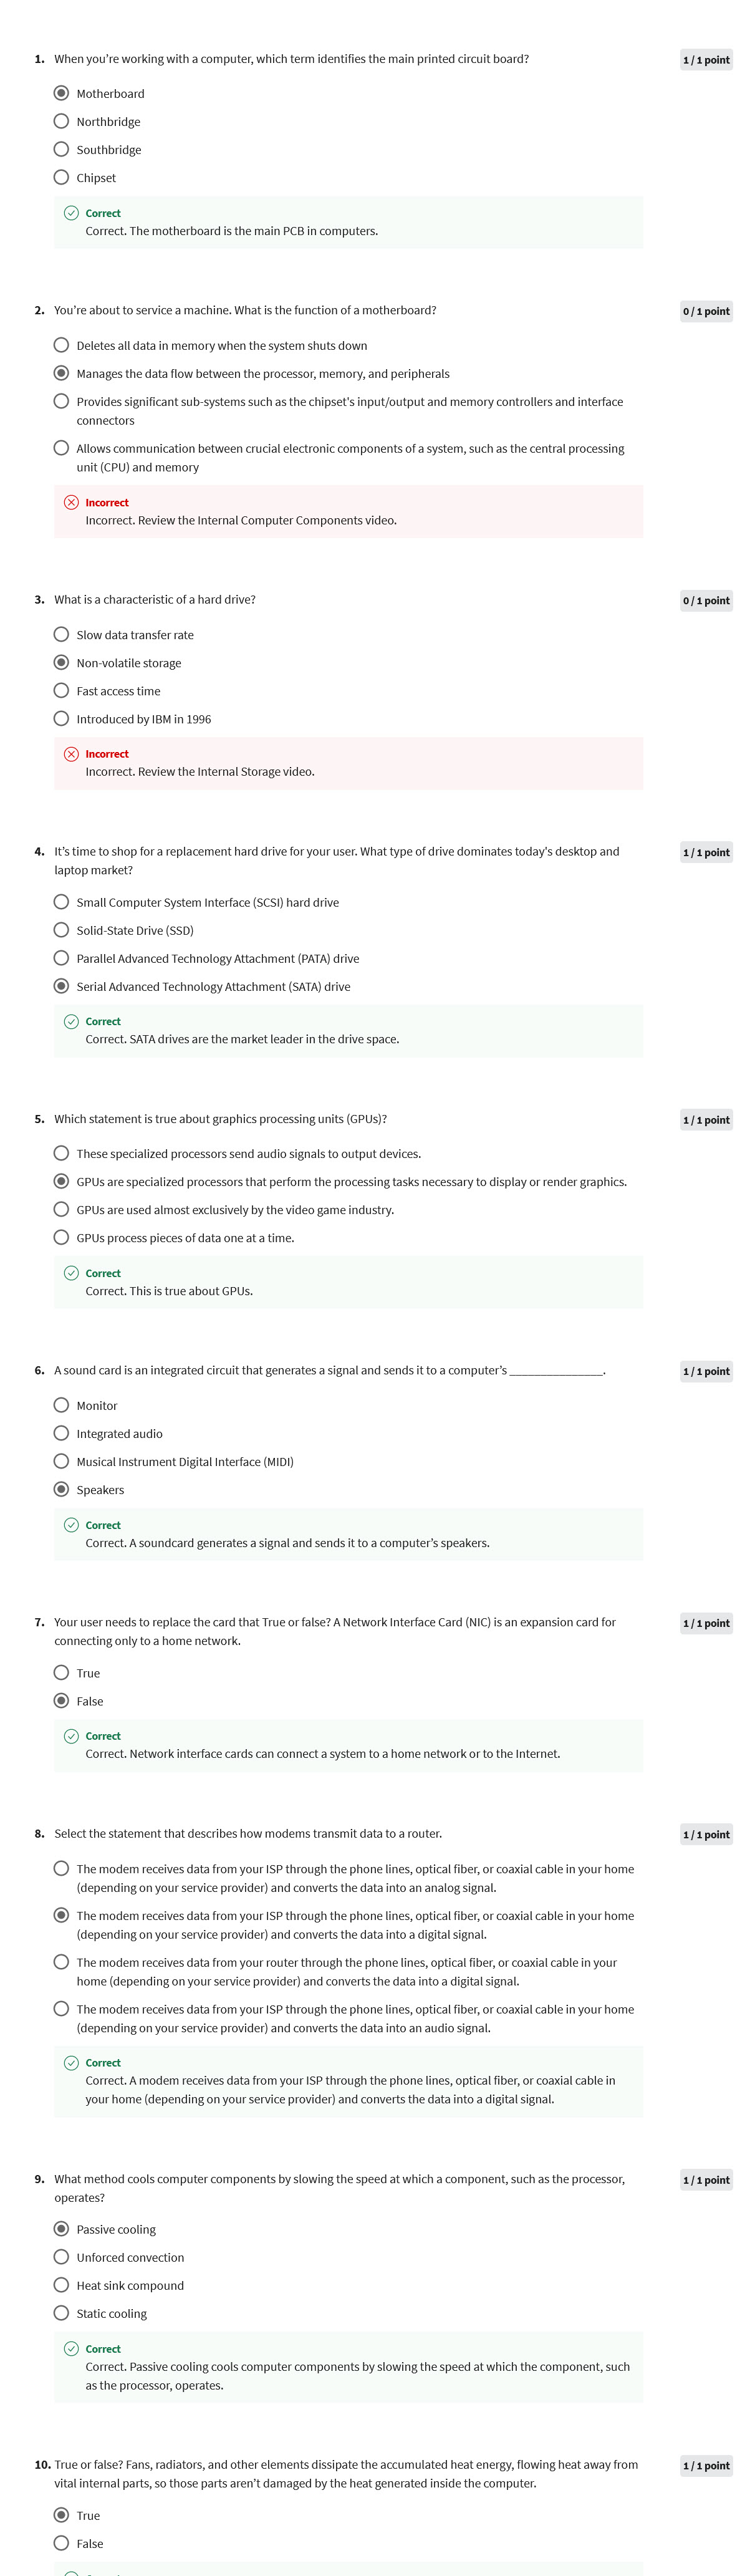 1. When you’re working with a computer, which term identifies the main printed circuit board?
1 / 1 point
Motherboard
Northbridge
Southbridge
Chipset
Correct
Correct. The motherboard is the main PCB in computers.
2. You’re about to service a machine. What is the function of a motherboard?
0 / 1 point
Deletes all data in memory when the system shuts down
Manages the data flow between the processor, memory, and peripherals
Provides significant sub-systems such as the chipset's input/output and memory controllers and interface
connectors
Allows communication between crucial electronic components of a system, such as the central processing
unit (CPU) and memory
Incorrect
Incorrect. Review the Internal Computer Components video.
3. What is a characteristic of a hard drive?
0 / 1 point
Slow data transfer rate
Non-volatile storage
Fast access time
Introduced by IBM in 1996
Incorrect
Incorrect. Review the Internal Storage video.
4. It’s time to shop for a replacement hard drive for your user. What type of drive dominates today's desktop and
laptop market?
1 / 1 point
Small Computer System Interface (SCSI) hard drive
Solid-State Drive (SSD)
Parallel Advanced Technology Attachment (PATA) drive
Serial Advanced Technology Attachment (SATA) drive
Correct
Correct. SATA drives are the market leader in the drive space.
5. Which statement is true about graphics processing units (GPUs)?
1 / 1 point
These specialized processors send audio signals to output devices.
GPUs are specialized processors that perform the processing tasks necessary to display or render graphics.
GPUs are used almost exclusively by the video game industry.
GPUs process pieces of data one at a time.
Correct
Correct. This is true about GPUs.
6. A sound card is an integrated circuit that generates a signal and sends it to a computer’s _______________.
1 / 1 point
Monitor
Integrated audio
Musical Instrument Digital Interface (MIDI)
Speakers
Correct
Correct. A soundcard generates a signal and sends it to a computer’s speakers.
7. Your user needs to replace the card that True or false? A Network Interface Card (NIC) is an expansion card for
connecting only to a home network.
1 / 1 point
True
False
Correct
Correct. Network interface cards can connect a system to a home network or to the Internet.
8. Select the statement that describes how modems transmit data to a router.
1 / 1 point
The modem receives data from your ISP through the phone lines, optical fiber, or coaxial cable in your home
(depending on your service provider) and converts the data into an analog signal.
The modem receives data from your ISP through the phone lines, optical fiber, or coaxial cable in your home
(depending on your service provider) and converts the data into a digital signal.
The modem receives data from your router through the phone lines, optical fiber, or coaxial cable in your
home (depending on your service provider) and converts the data into a digital signal.
The modem receives data from your ISP through the phone lines, optical fiber, or coaxial cable in your home
(depending on your service provider) and converts the data into an audio signal.
Correct
Correct. A modem receives data from your ISP through the phone lines, optical fiber, or coaxial cable in
your home (depending on your service provider) and converts the data into a digital signal.
9. What method cools computer components by slowing the speed at which a component, such as the processor,
operates?
1 / 1 point
Passive cooling
Unforced convection
Heat sink compound
Static cooling
Correct
Correct. Passive cooling cools computer components by slowing the speed at which the component, such
as the processor, operates.
10. True or false? Fans, radiators, and other elements dissipate the accumulated heat energy, flowing heat away from
vital internal parts, so those parts aren’t damaged by the heat generated inside the computer.
1 / 1 point
True
False